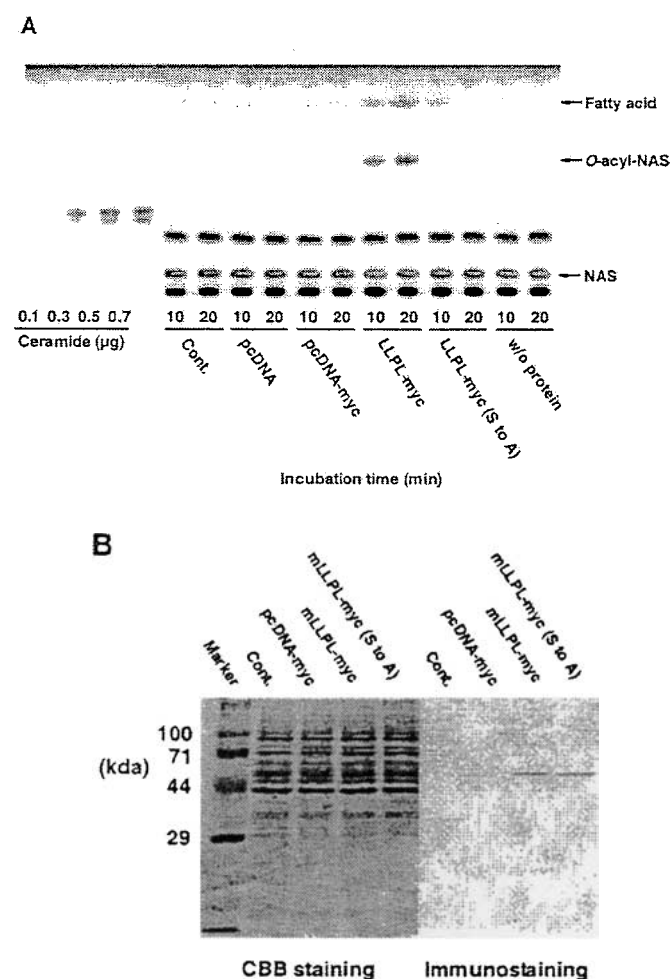 A
Fatty acid
O-acyl-NAS
NAS
0.1 0.3 0.5 0.7 10 20 10 20 10 20 10 20 10 20 10 20
Ceramide (µg)
Cont.
pcDNA
pcDNA-myc
LLPL-myc
LLPL-myc (S to A)
w/o protein
Incubation time (min)
B
Marker
Cont.
pcDNA-myc
mLLPL-myc
mLLPL-myc (S to A)
Cont.
pcDNA-myc
mLLPL-myc
mLLPL-myc (S to A)
100
71
(kda)
44
29
CBB staining Immunostaining